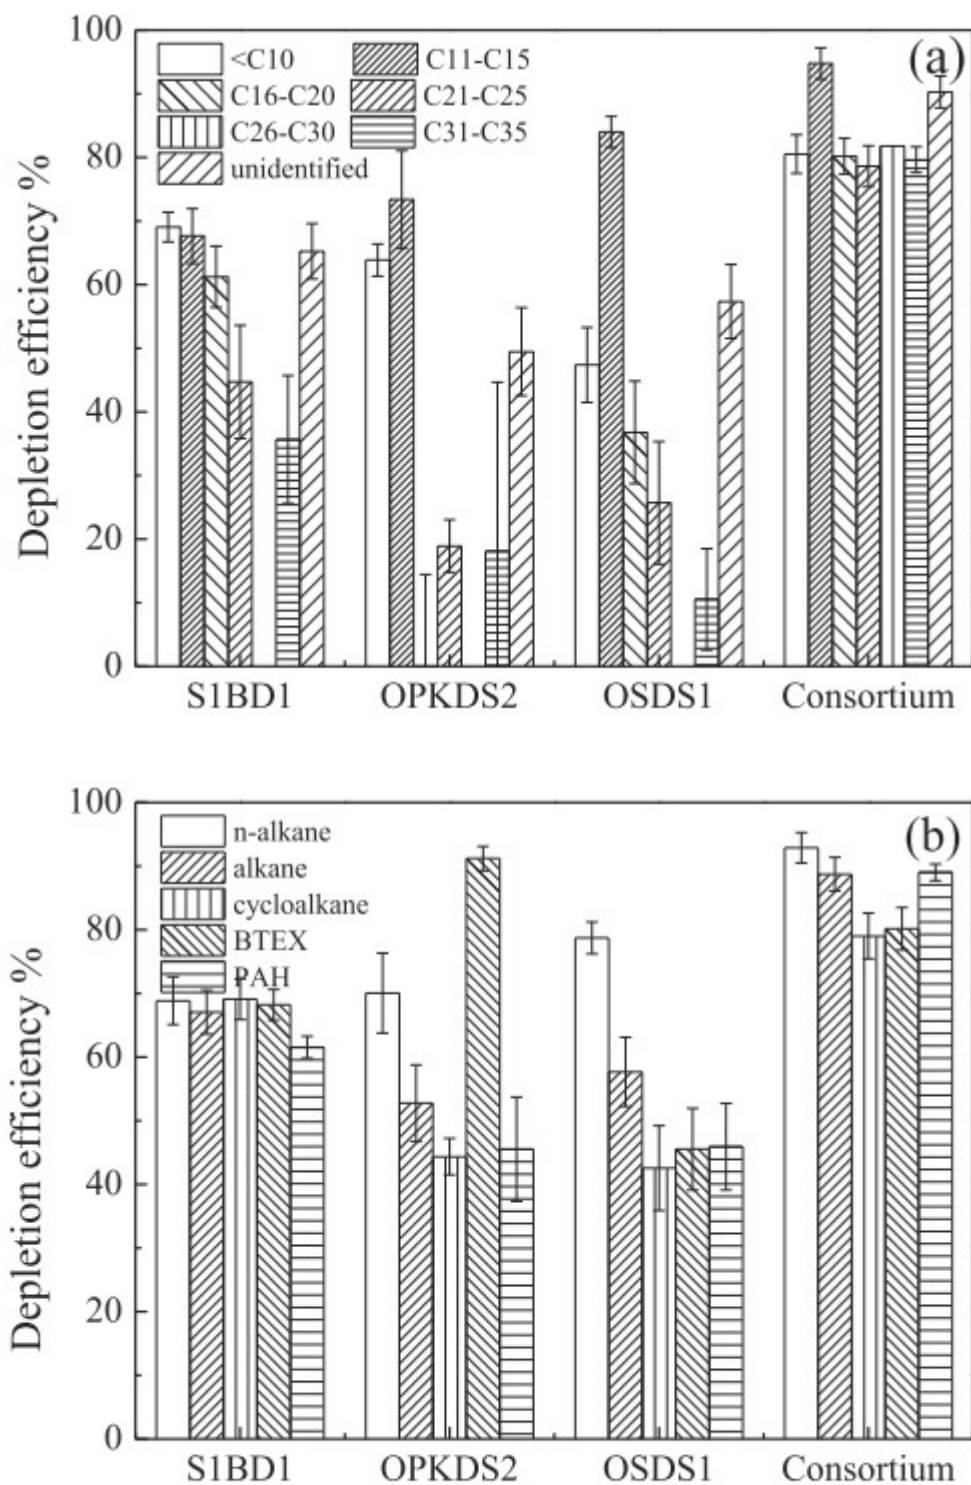 100
80
60
40
20
0
Depletion efficiency %
(a)
<C10 C11-C15
C16-C20 C21-C25
C26-C30 C31-C35
unidentified
S1BD1 OPKDS2 OSDS1 Consortium
100
80
60
40
20
0
Depletion efficiency %
(b)
n-alkane
alkane
cycloalkane
BTEX
PAH
S1BD1 OPKDS2 OSDS1 Consortium